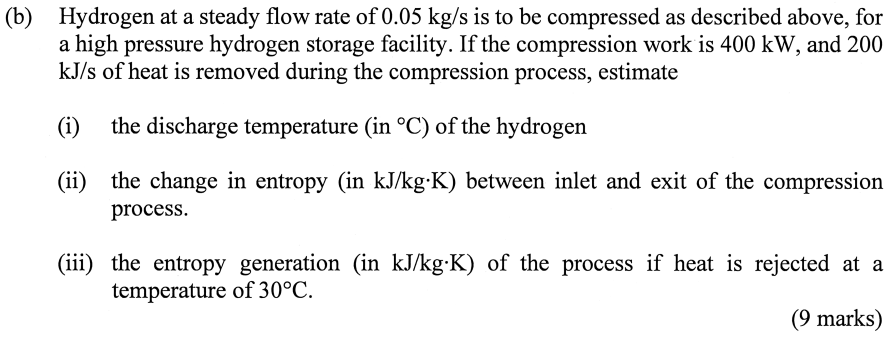 (b) Hydrogen at a steady flow rate of 0.05 kg/s is to be compressed as described above, for
a high pressure hydrogen storage facility. If the compression work is 400 kW, and 200
kJ/s of heat is removed during the compression process, estimate
(i) the discharge temperature (in °C) of the hydrogen
(ii) the change in entropy (in kJ/kg·K) between inlet and exit of the compression
process.
(iii) the entropy generation (in kJ/kg·K) of the process if heat is rejected at a
temperature of 30°C.
(9 marks)